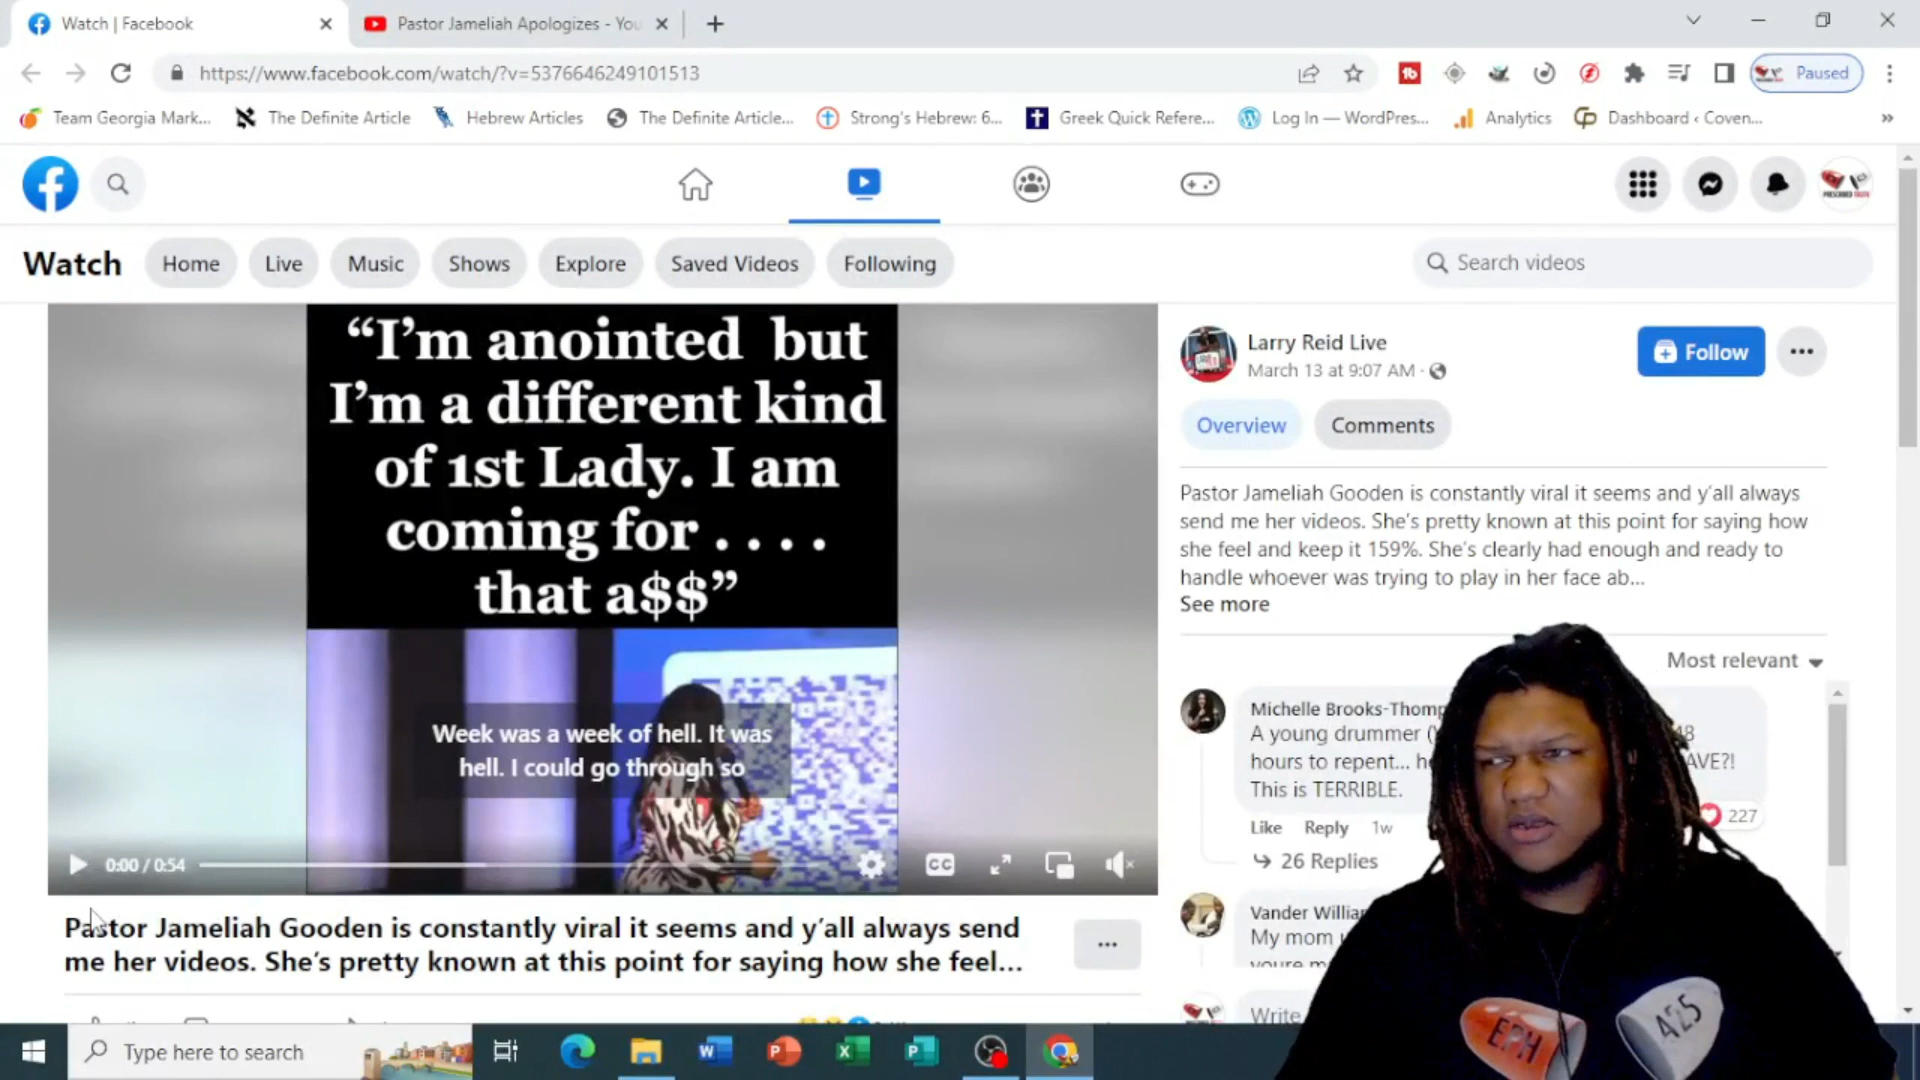 Watch | Facebook
Pastor Jameliah Apologizes - You
https://www.facebook.com/watch/?v=5376646249101513
Paused
Team Georgia Mark...
The Definite Article
Hebrew Articles
The Definite Article...
Strong's Hebrew: 6...
Greek Quick Refere...
Log In — WordPres...
Analytics
Dashboard ‹ Coven...
Watch
Home
Live
Music
Shows
Explore
Saved Videos
Following
Search videos
“I’m anointed but
I’m a different kind
of 1st Lady. I am
coming for . . . .
that a$$”
Week was a week of hell. It was
hell. I could go through so
0:00 / 0:54
CC
Pastor Jameliah Gooden is constantly viral it seems and y’all always send
me her videos. She’s pretty known at this point for saying how she feel...
Larry Reid Live
March 13 at 9:07 AM
Follow
Overview
Comments
Pastor Jameliah Gooden is constantly viral it seems and y'all always
send me her videos. She's pretty known at this point for saying how
she feel and keep it 159%. She's clearly had enough and ready to
handle whoever was trying to play in her face ab...
See more
Most relevant
Michelle Brooks-Thomp
A young drummer 48
hours to repent... AVE?!
This is TERRIBLE.
227
Like Reply 1w
26 Replies
Vander Willia
My mom
youre
Write
Type here to search
EPH
4:25